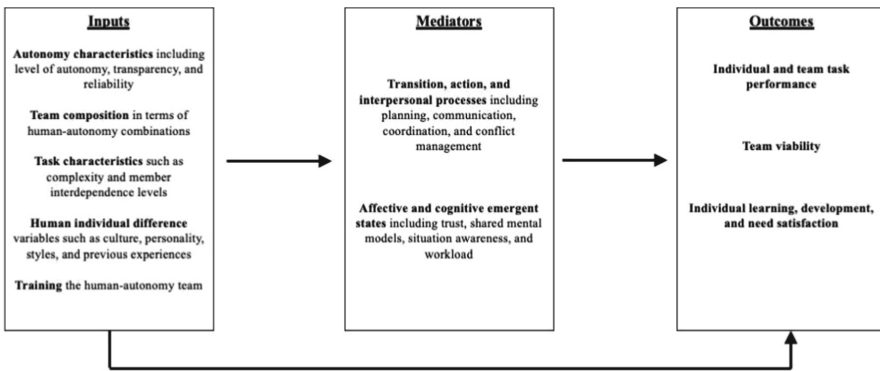 Inputs
Autonomy characteristics including
level of autonomy, transparency, and
reliability
Team composition in terms of
human-autonomy combinations
Task characteristics such as
complexity and member
interdependence levels
Human individual difference
variables such as culture, personality,
styles, and previous experiences
Training the human-autonomy team
Mediators
Transition, action, and
interpersonal processes including
planning, communication,
coordination, and conflict
management
Affective and cognitive emergent
states including trust, shared mental
models, situation awareness, and
workload
Outcomes
Individual and team task
performance
Team viability
Individual learning, development,
and need satisfaction